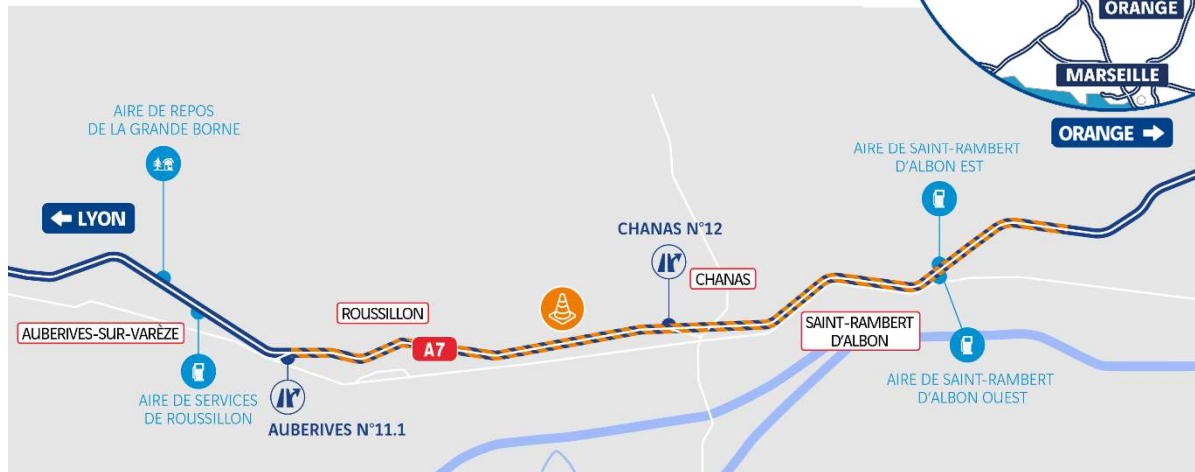 ORANGE
MARSEILLE
ORANGE
AIRE DE REPOS
DE LA GRANDE BORNE
AIRE DE SAINT-RAMBERT
D'ALBON EST
LYON
CHANAS N°12
CHANAS
ROUSSILLON
AUBERIVES-SUR-VARÈZE
A7
SAINT-RAMBERT
D'ALBON
AIRE DE SERVICES
DE ROUSSILLON
AUBERIVES N°11.1
AIRE DE SAINT-RAMBERT
D'ALBON OUEST